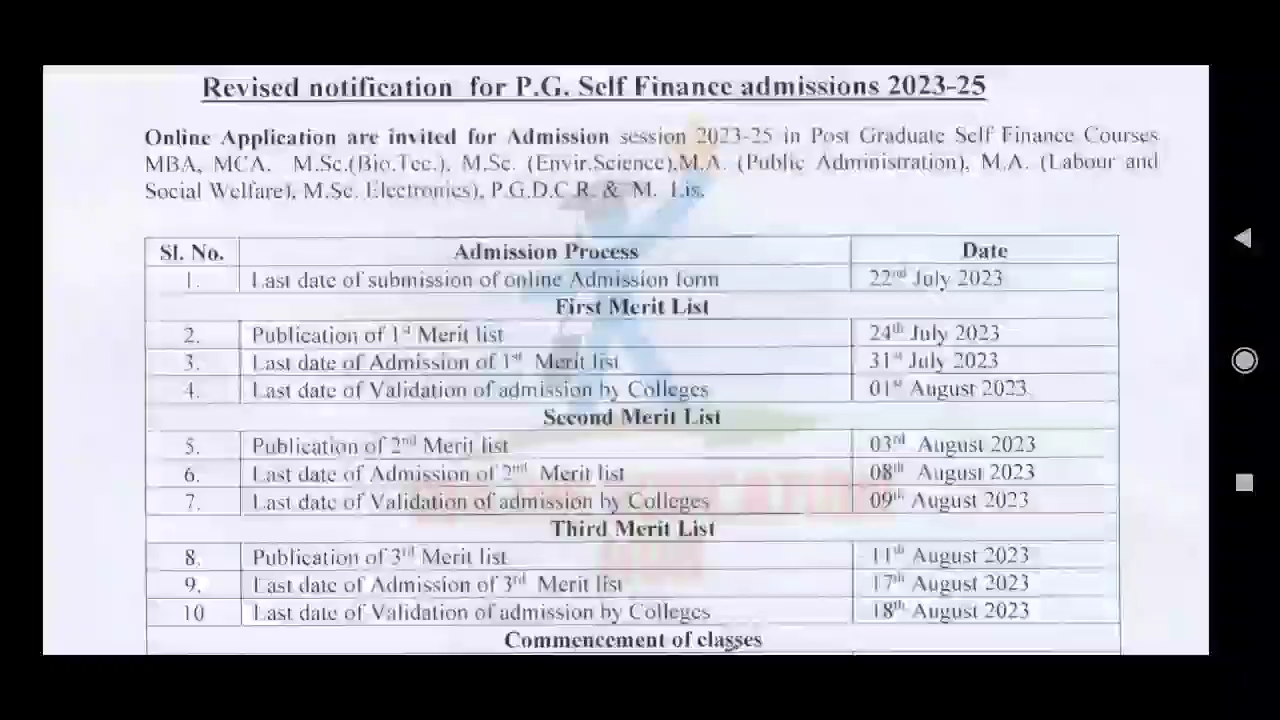 Revised notification for P.G. Self Finance admissions 2023-25
Online Application are invited for Admission session 2023-25 in Post Graduate Self Finance Courses
MBA, MCA. M.Sc.(Bio.Tec.), M.Sc. (Envir.Science),M.A. (Public Administration), M.A. (Labour and
Social Welfare), M.Sc. Electronics), P.G.D.C.R. & M. Lis.
Sl. No. Admission Process Date
1. Last date of submission of online Admission form 22nd July 2023
First Merit List
2. Publication of 1st Merit list 24th July 2023
3. Last date of Admission of 1st Merit list 31st July 2023
4. Last date of Validation of admission by Colleges 01st August 2023
Second Merit List
5. Publication of 2nd Merit list 03rd August 2023
6. Last date of Admission of 2nd Merit list 08th August 2023
7. Last date of Validation of admission by Colleges 09th August 2023
Third Merit List
8. Publication of 3rd Merit list 11th August 2023
9. Last date of Admission of 3rd Merit list 17th August 2023
10 Last date of Validation of admission by Colleges 18th August 2023
Commencement of classes